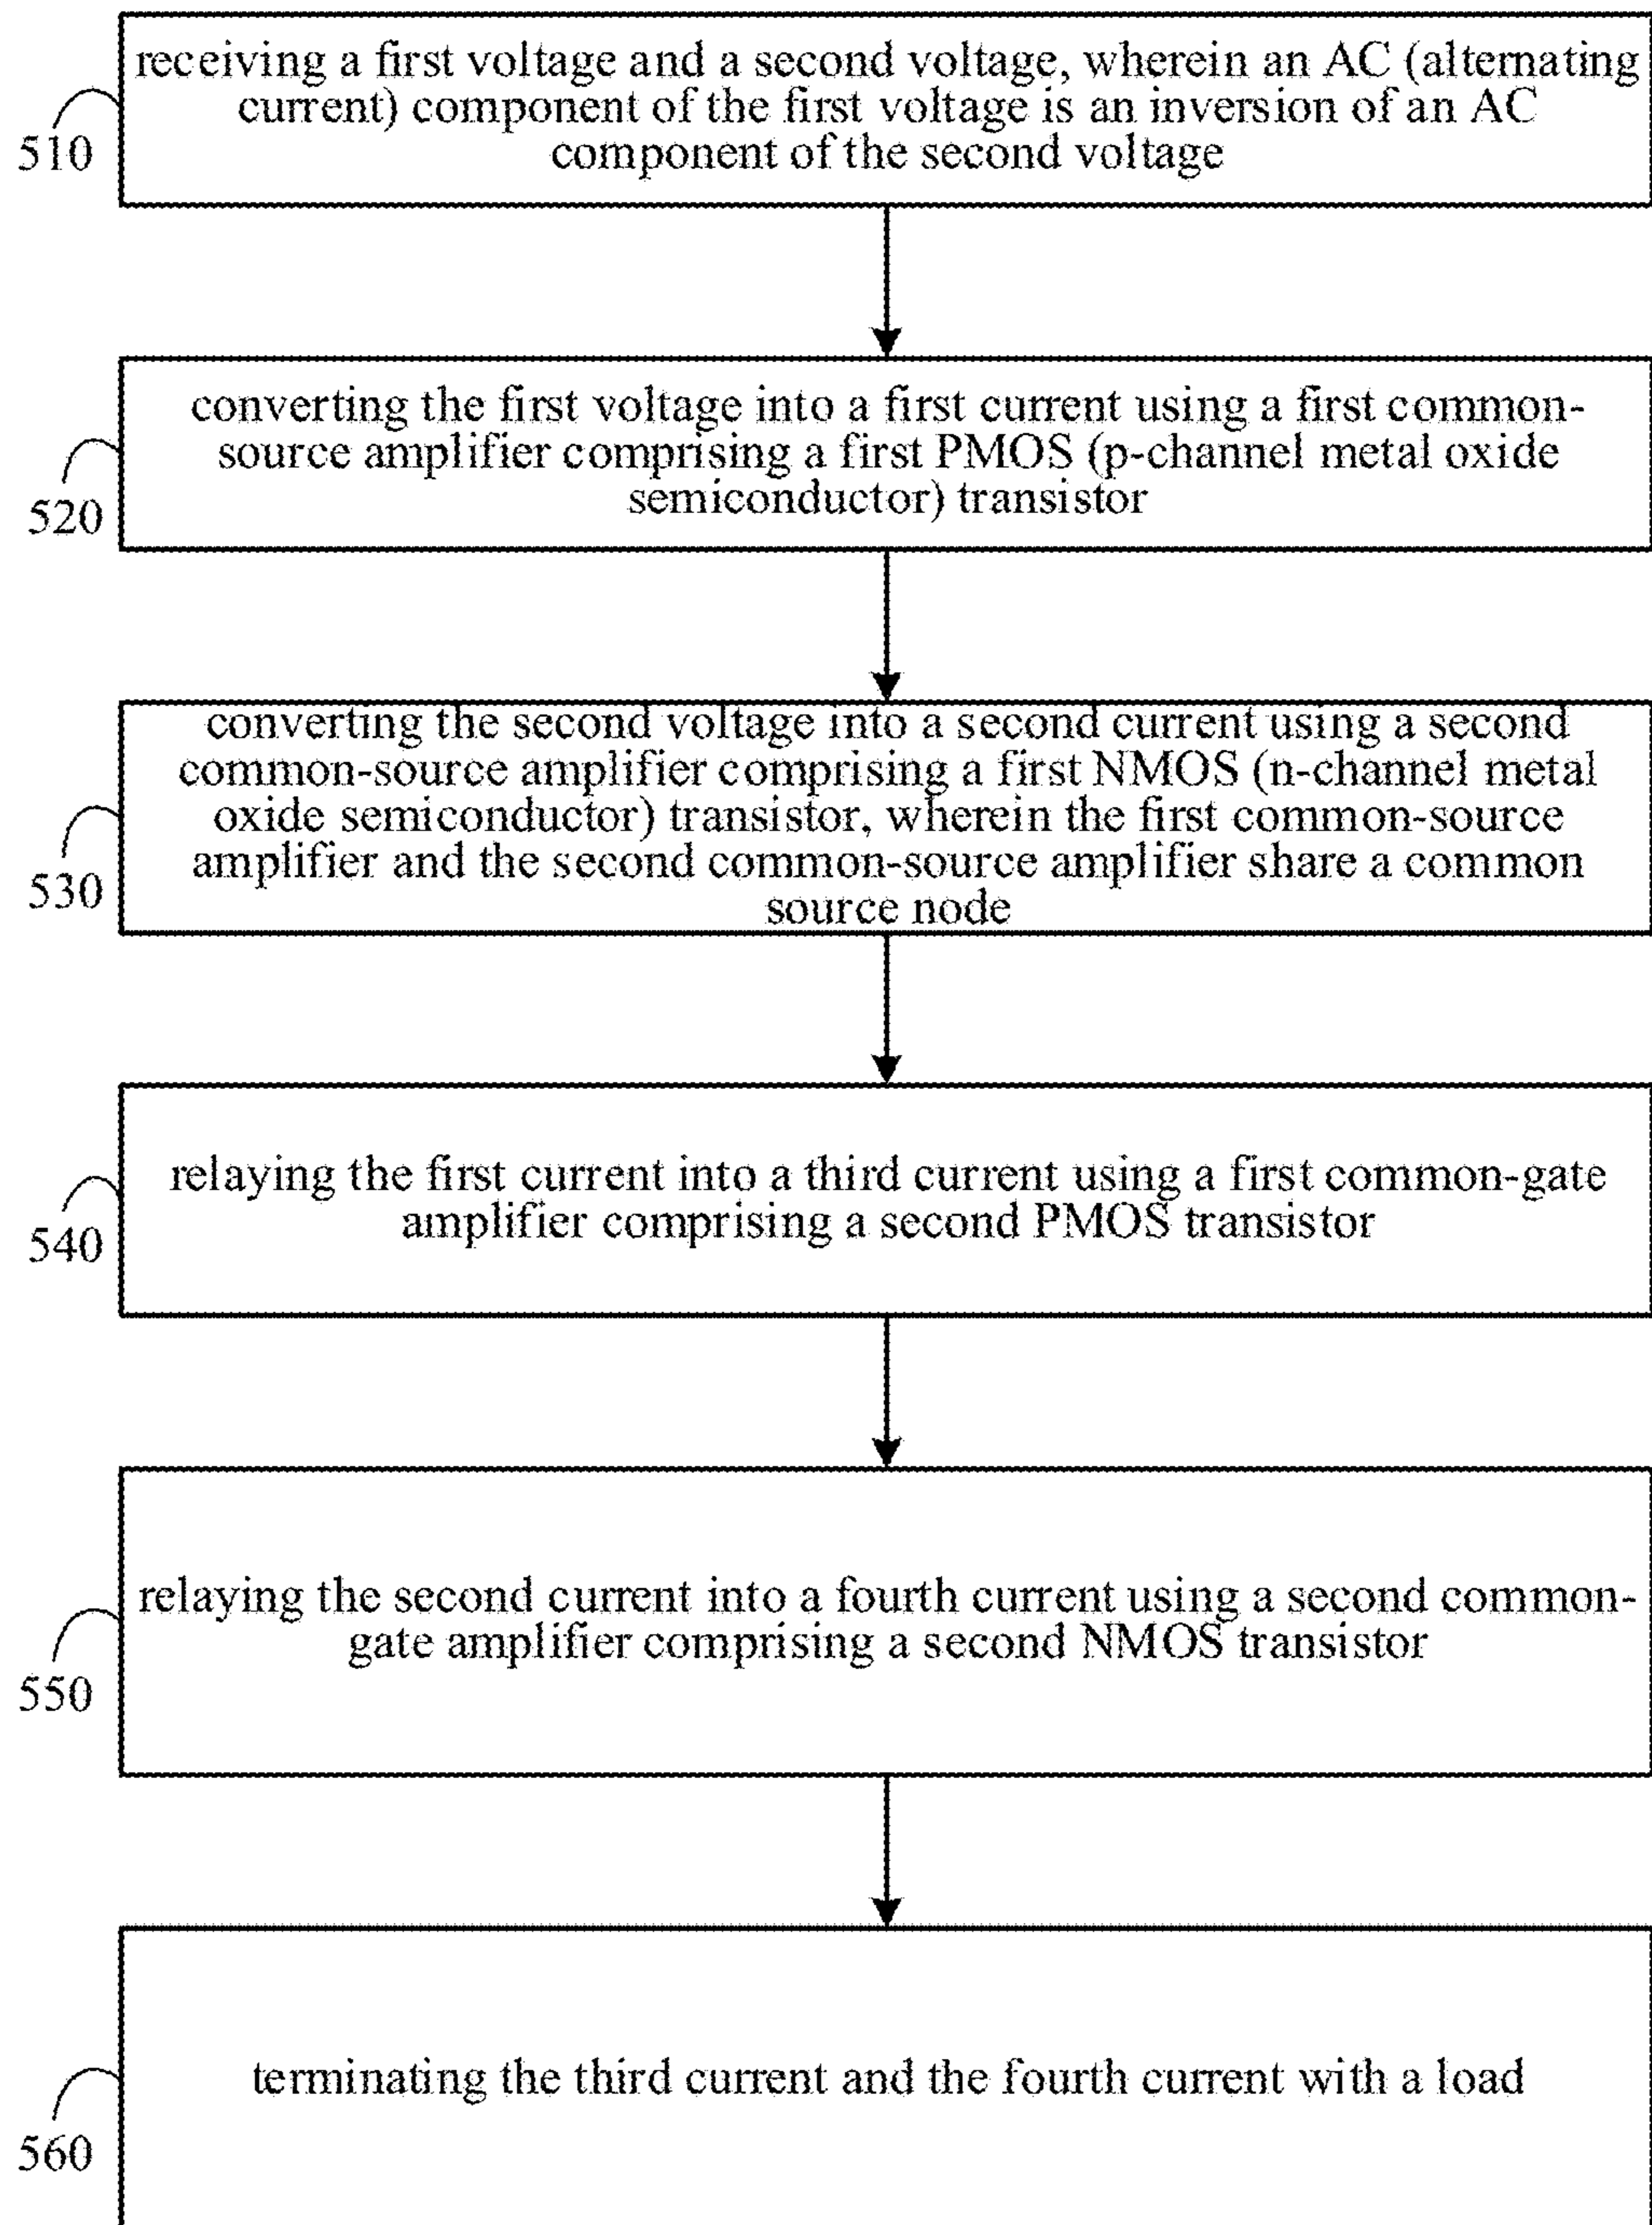 receiving a first voltage and a second voltage, wherein an AC (alternating
current) component of the first voltage is an inversion of an AC
component of the second voltage
510
converting the first voltage into a first current using a first common-
source amplifier comprising a first PMOS (p-channel metal oxide
semiconductor) transistor
520
converting the second voltage into a second current using a second
common-source amplifier comprising a first NMOS (n-channel metal
oxide semiconductor) transistor, wherein the first common-source
amplifier and the second common-source amplifier share a common
source node
530
relaying the first current into a third current using a first common-gate
amplifier comprising a second PMOS transistor
540
relaying the second current into a fourth current using a second common-
gate amplifier comprising a second NMOS transistor
550
terminating the third current and the fourth current with a load
560